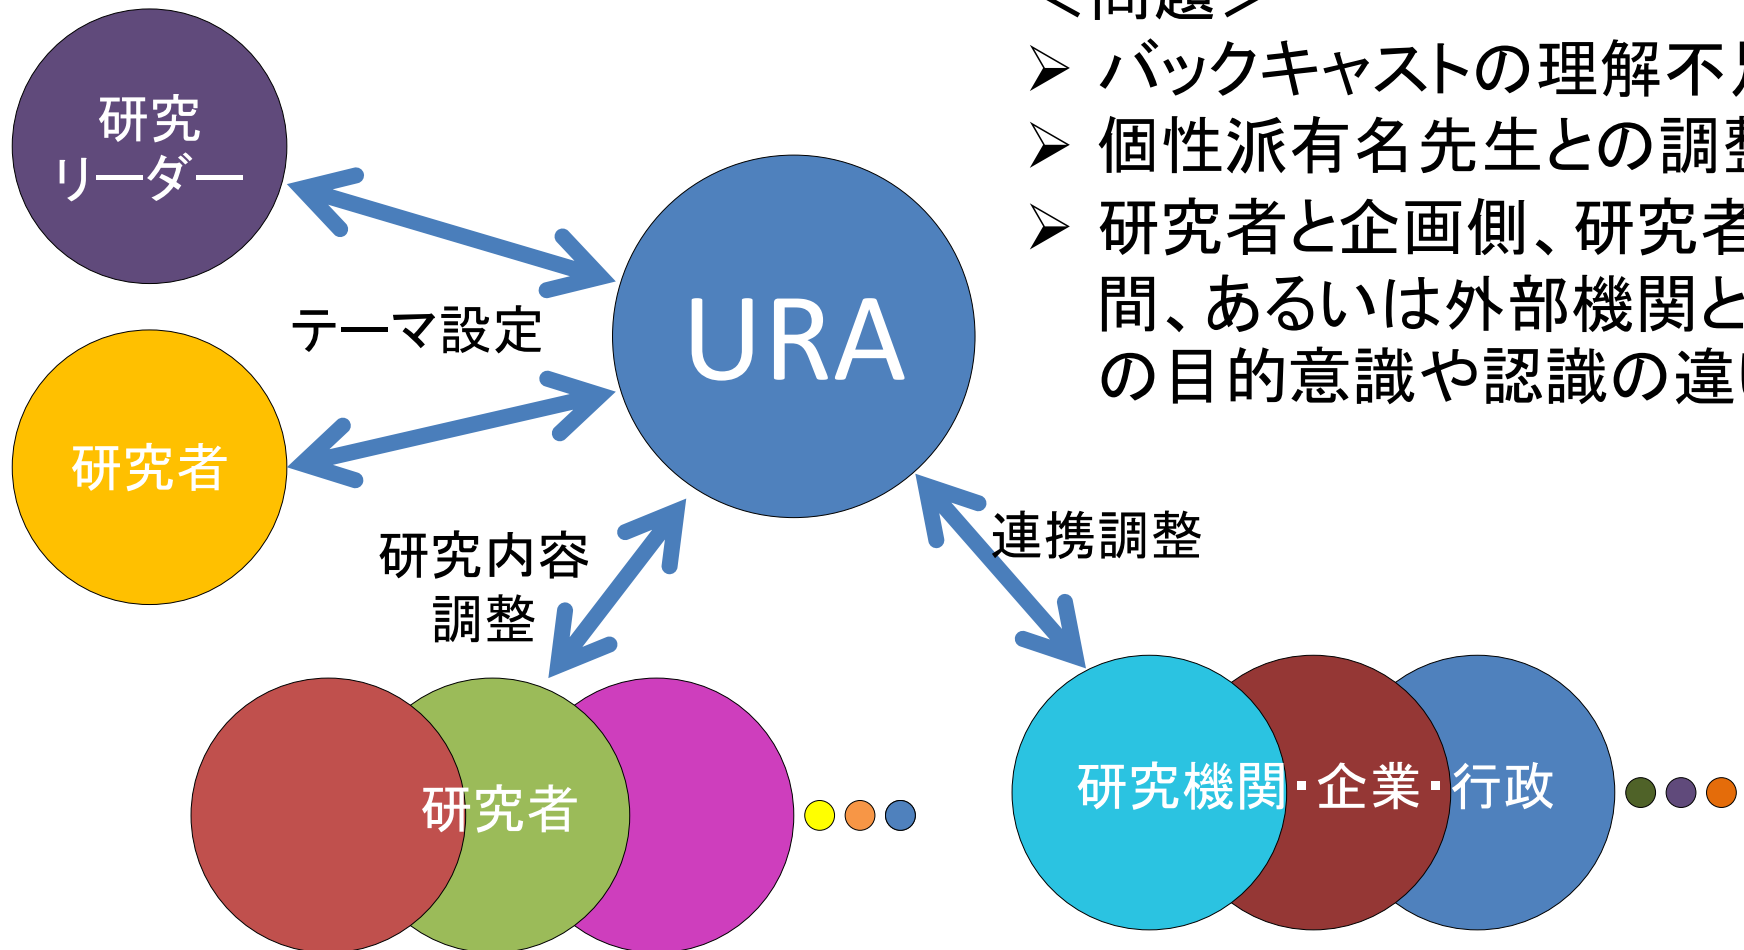 研究
リーダー
テーマ設定
研究者
URA
研究内容
調整
連携調整
研究者
研究機関・企業・行政
＜問題＞
➢ バックキャストの理解不
➢ 個性派有名先生との調
➢ 研究者と企画側、研究者
間、あるいは外部機関と
の目的意識や認識の違